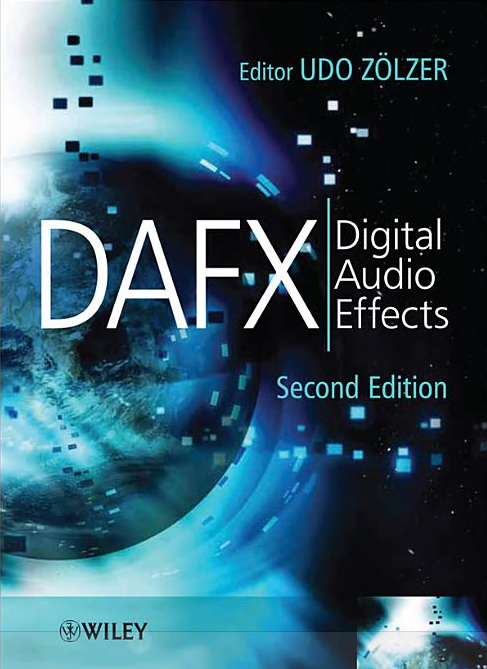 Editor UDO ZÖLZER
DAFX
Digital
Audio
Effects
Second Edition
WILEY